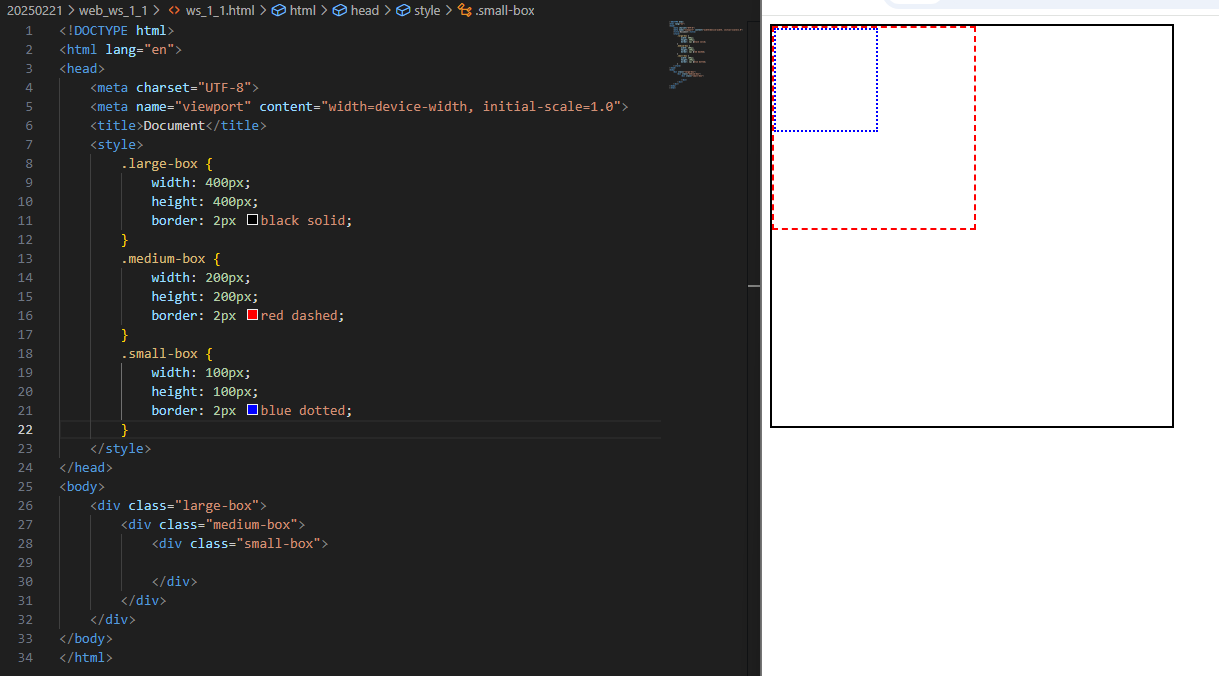 20250221 > web_ws_1_1 > <> ws_1_1.html > html > head > style > .small-box
1 <!DOCTYPE html>
2 <html lang="en">
3 <head>
4     <meta charset="UTF-8">
5     <meta name="viewport" content="width=device-width, initial-scale=1.0">
6     <title>Document</title>
7     <style>
8         .large-box {
9             width: 400px;
10             height: 400px;
11             border: 2px black solid;
12         }
13         .medium-box {
14             width: 200px;
15             height: 200px;
16             border: 2px red dashed;
17         }
18         .small-box {
19             width: 100px;
20             height: 100px;
21             border: 2px blue dotted;
22         }
23     </style>
24 </head>
25 <body>
26     <div class="large-box">
27         <div class="medium-box">
28             <div class="small-box">
29
30             </div>
31         </div>
32     </div>
33 </body>
34 </html>